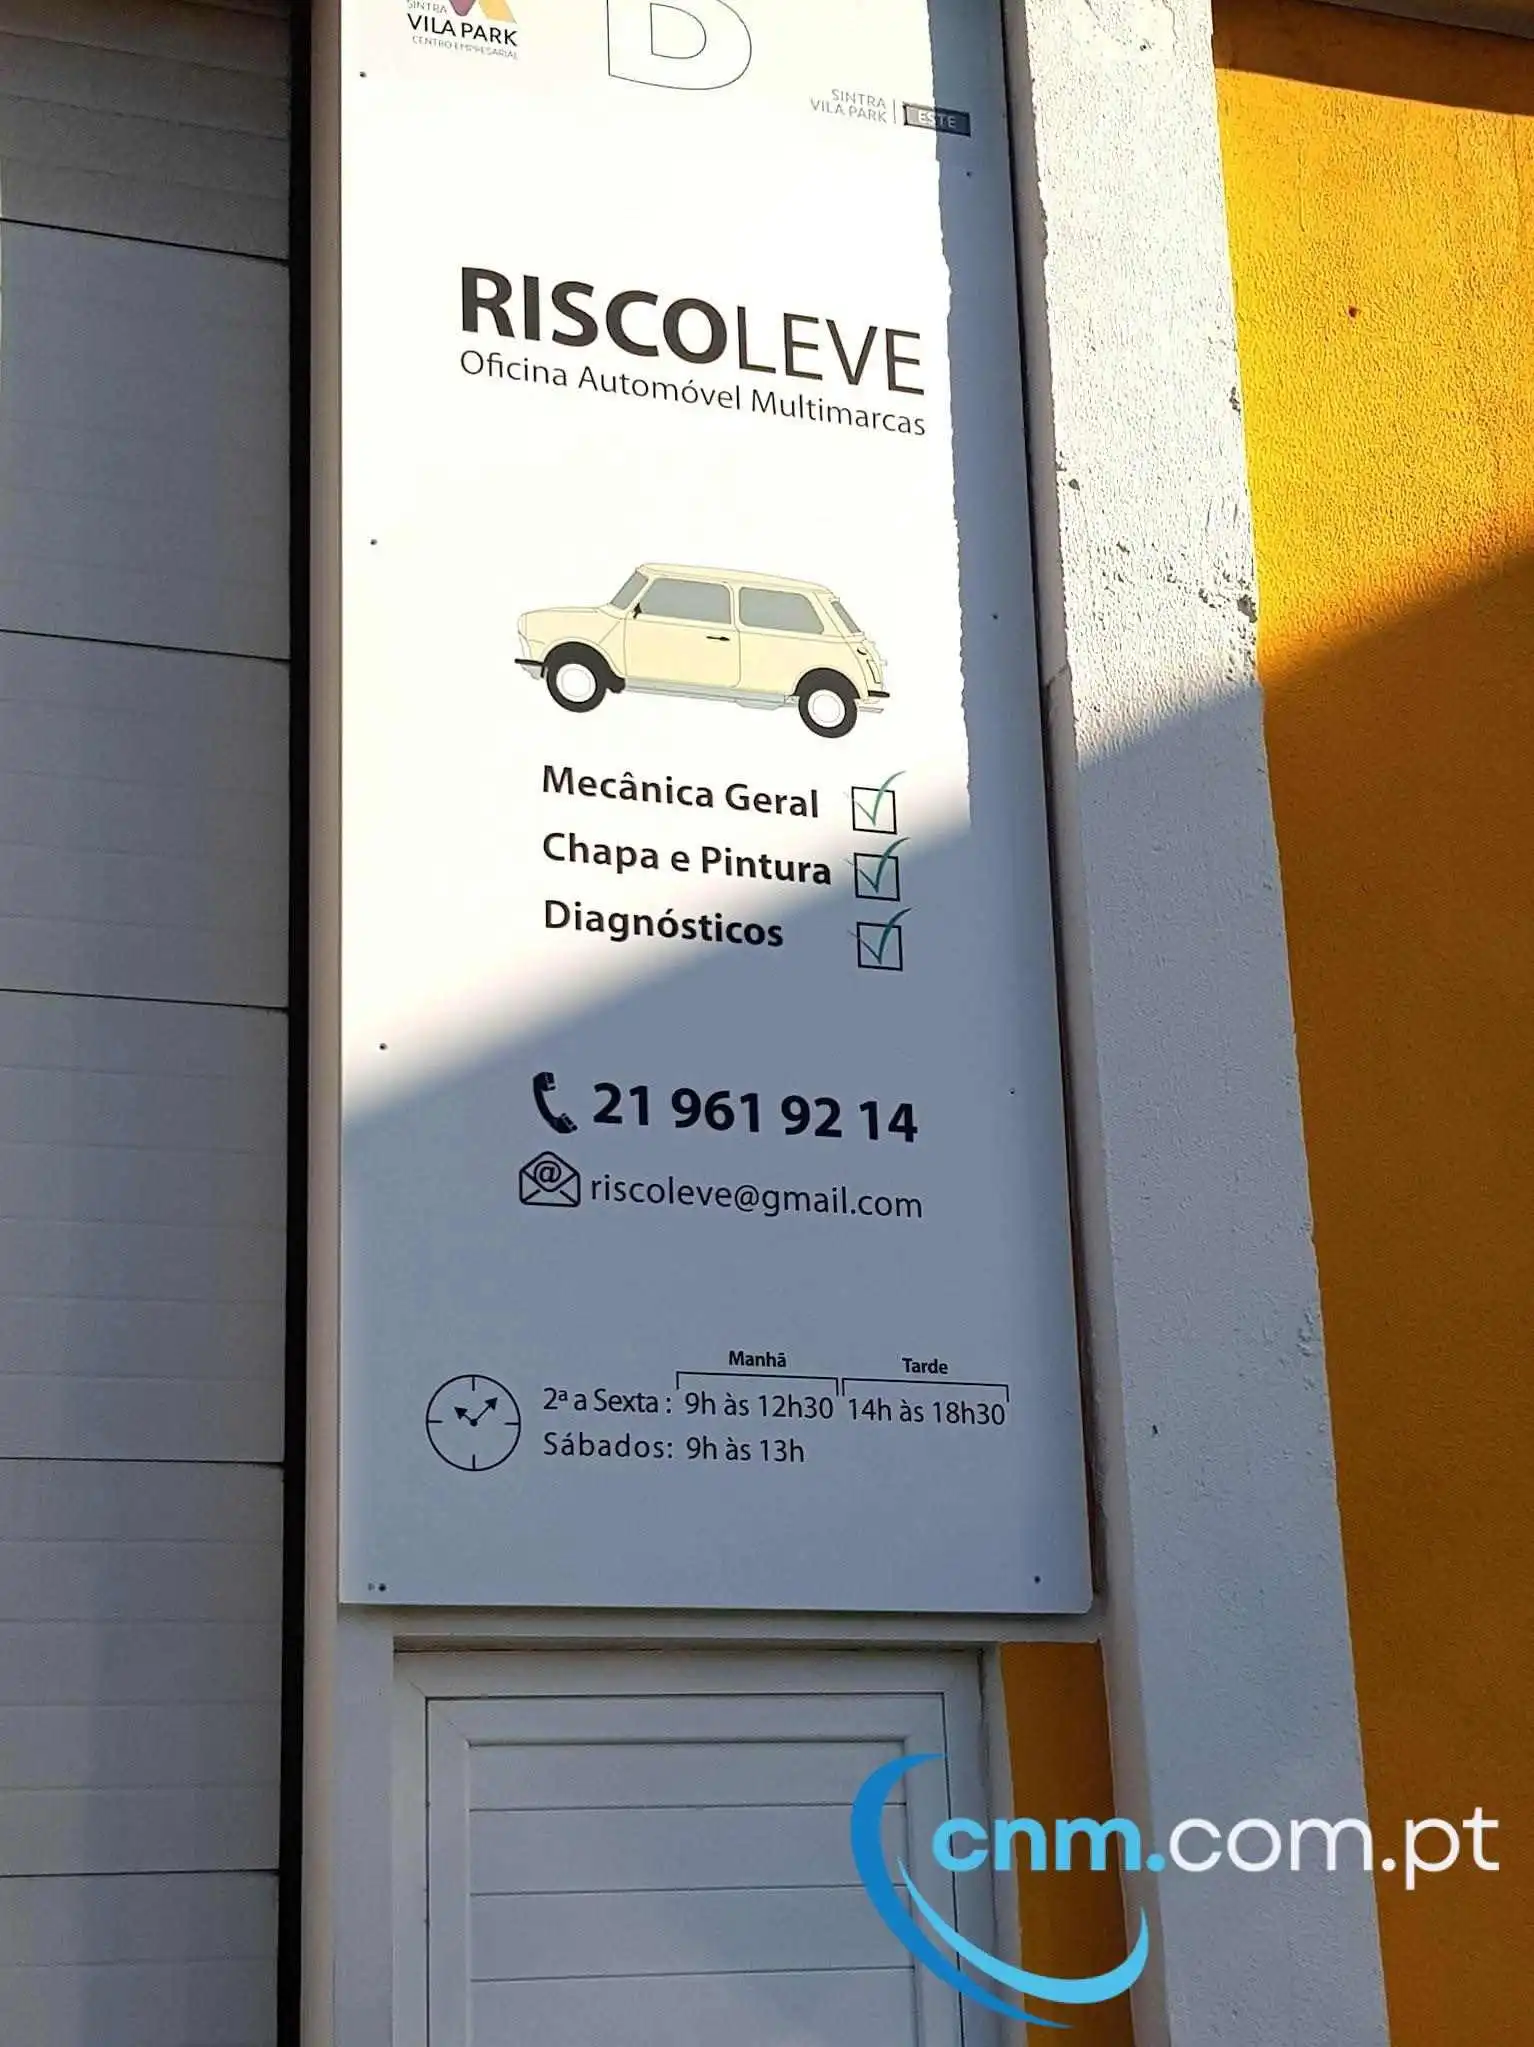 SINTRA
VILA PARK
CENTRO EMPRESARIAL
D
SINTRA
VILA PARK | ESTE
RISCOLEVE
Oficina Automóvel Multimarcas
Mecânica Geral
Chapa e Pintura
Diagnósticos
21 961 92 14
@ riscoleve@gmail.com
Manhã Tarde
2ª a Sexta : 9h às 12h30 14h às 18h30
Sábados: 9h às 13h
cnm.com.pt